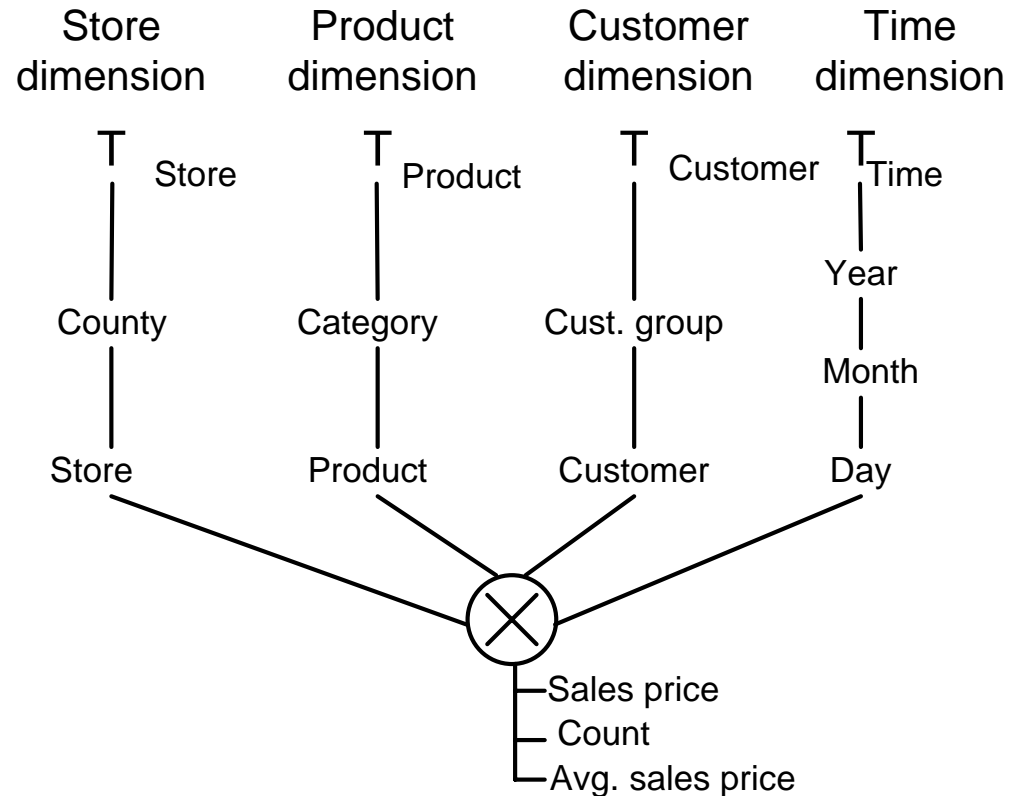 Store dimension
Product dimension
Customer dimension
Time dimension
T Store
T Product
T Customer
T Time
Year
County
Category
Cust. group
Month
Store
Product
Customer
Day
Sales price
Count
Avg. sales price